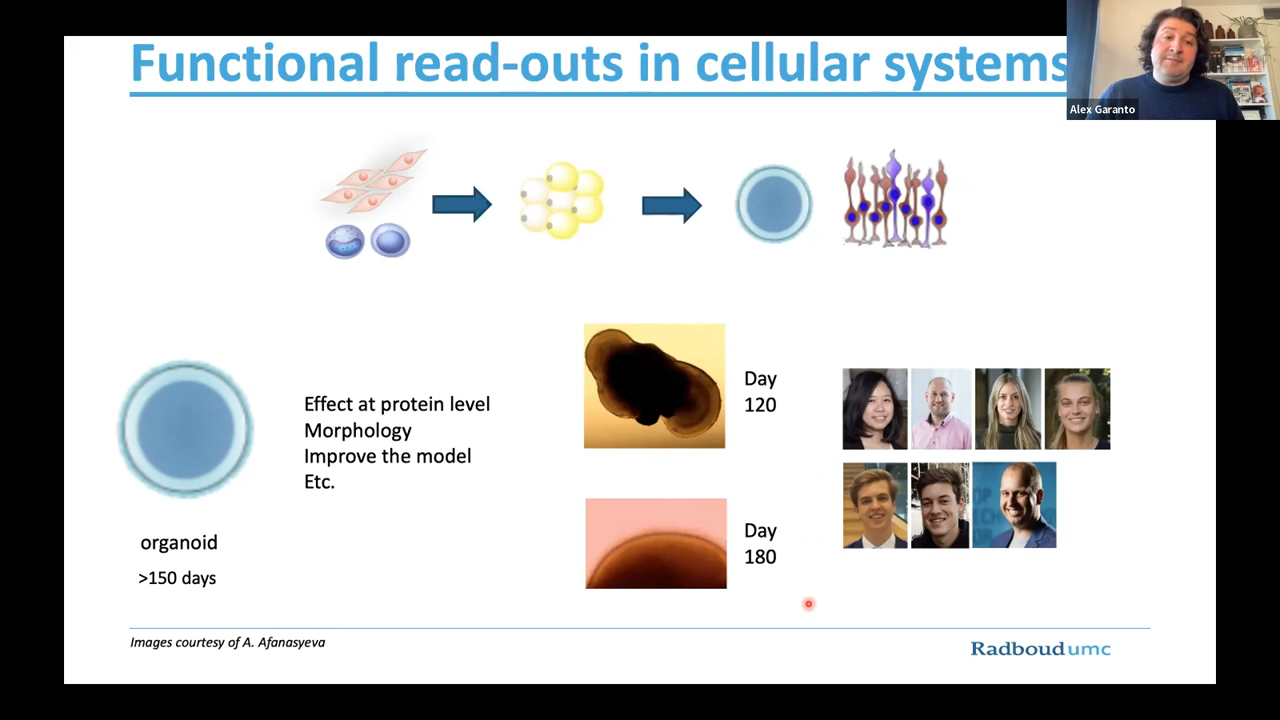 Functional read-outs in cellular systems
Alex Garanto
Effect at protein level
Morphology
Improve the model
Etc.
organoid
>150 days
Day
120
Day
180
Images courtesy of A. Afanasyeva
Radboudumc